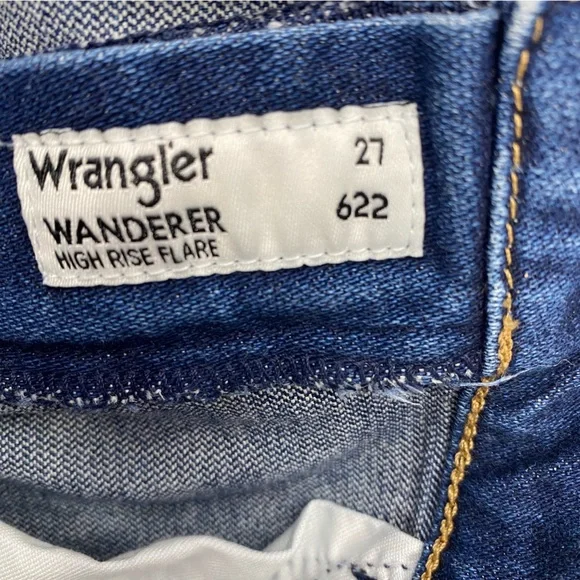 Wrangler 27
WANDERER 622
HIGH RISE FLARE